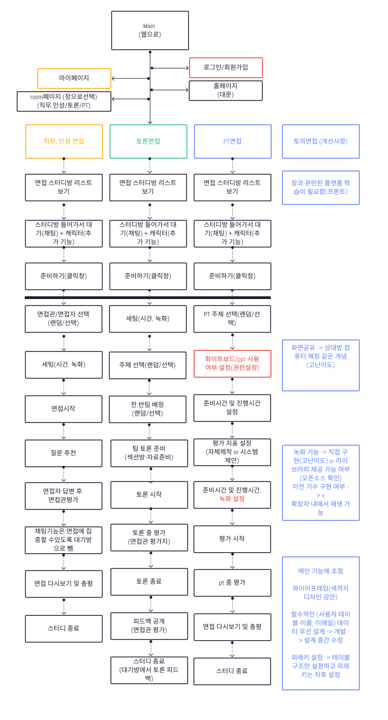 Main
(웹으로)
마이페이지
로그인/회원가입
room페이지 (창으로선택)
(직무,인성/토론/PT)
홈페이지
(대문)
직무, 인성 면접
토론면접
PT면접
토의면접 (개선사항)
면접 스터디방 리스트
보기
면접 스터디방 리스트
보기
면접 스터디방 리스트
보기
창과 관련된 플랫폼 학
습이 필요함(프론트)
스터디방 들어가서 대
기(채팅) + 캐릭터(추
가 기능)
스터디방 들어가서 대
기(채팅) + 캐릭터(추
가 기능)
스터디방 들어가서 대
기(채팅) + 캐릭터(추
가 기능)
준비하기(클릭창)
준비하기(클릭창)
준비하기(클릭창)
면접관/면접자 선택
(랜덤/선택)
세팅(시간, 녹화)
PT 주제 선택(랜덤/선
택)
세팅(시간, 녹화)
주제 선택(랜덤/선택)
화이트보드/ppt 사용
여부 설정(권한설정)
화면공유 -> 상대방 컴
퓨터 해킹 같은 개념
(고난이도)
면접시작
찬·반팀 배정
(랜덤/선택)
준비시간 및 진행시간
설정
질문 추천
팀 토론 준비
(섹션방·자료준비)
평가 지표 설정
(자체제작 or 시스템
제안)
녹화 기능 -> 직접 구
현(고난이도) or 라이
브러리 제공 가능 여부
(오픈소스 확인)
이전 기수 구현 여부 -
> x
확장자 내에서 재생 가
능
면접자 답변 후
면접관평가
토론 시작
준비시간 및 진행시간,
녹화 설정
채팅기능은 면접에 집
중할 수있도록 대기방
으로 뺌
토론 중 평가
(면접관 평가지)
평가 시작
면접 다시보기 및 총평
토론 종료
pt 중 평가
메인 기능에 초점
와이어프레임(색까지
디자인 감안)
스터디 종료
피드백 공개
(면접관 평가)
면접 다시보기 및 총평
필수적인 (사용자 테이
블-이름, 이메일) 데이
터 우선 설계 -> 개발 -
> 설계 중간 수정
스터디 종료
(대기방에서 토론 피드
백)
스터디 종료
외래키 설정 -> 테이블
구조만 설정하고 외래
키는 차후 설정